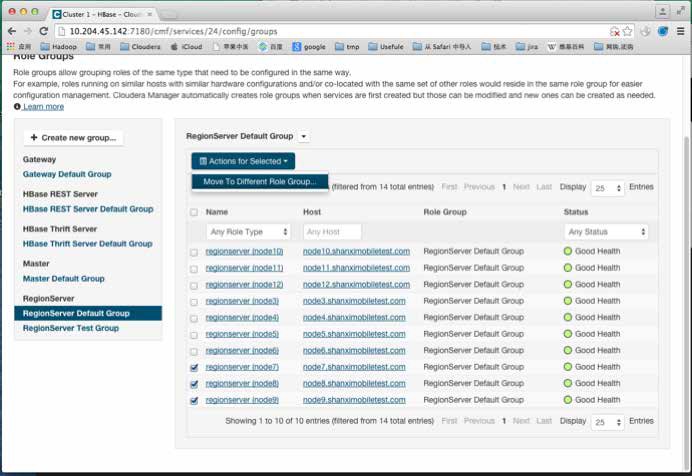 Cluster 1 – HBase – Cloud
10.204.45.142:7180/cmf/services/24/config/groups
应用 Hadoop 常用 Cloudera iCloud 苹果中文 百度 google tmp Usefule 从 Safari 中导入 技术 jira 维基百科 网购,团购
Role Groups
Role groups allow grouping roles of the same type that need to be configured in the same way.
For example, roles running on similar hosts with similar hardware configurations and/or co-located with the same set of other roles would reside in the same role group for easier
configuration management. Cloudera Manager automatically creates role groups when services are first created but those can be modified and new ones can be created as needed.
Learn more
+ Create new group...
Gateway
Gateway Default Group
HBase REST Server
HBase REST Server Default Group
HBase Thrift Server
HBase Thrift Server Default Group
Master
Master Default Group
RegionServer
RegionServer Default Group
RegionServer Test Group
RegionServer Default Group
Actions for Selected
Move To Different Role Group...
(filtered from 14 total entries) First Previous 1 Next Last Display 25 Entries
Name Host Role Group Status
Any Role Type Any Host Any Status
regionserver (node10) node10.shanximobiletest.com RegionServer Default Group Good Health
regionserver (node11) node11.shanximobiletest.com RegionServer Default Group Good Health
regionserver (node12) node12.shanximobiletest.com RegionServer Default Group Good Health
regionserver (node3) node3.shanximobiletest.com RegionServer Default Group Good Health
regionserver (node4) node4.shanximobiletest.com RegionServer Default Group Good Health
regionserver (node5) node5.shanximobiletest.com RegionServer Default Group Good Health
regionserver (node6) node6.shanximobiletest.com RegionServer Default Group Good Health
regionserver (node7) node7.shanximobiletest.com RegionServer Default Group Good Health
regionserver (node8) node8.shanximobiletest.com RegionServer Default Group Good Health
regionserver (node9) node9.shanximobiletest.com RegionServer Default Group Good Health
Showing 1 to 10 of 10 entries (filtered from 14 total entries) First Previous 1 Next Last Display 25 Entries